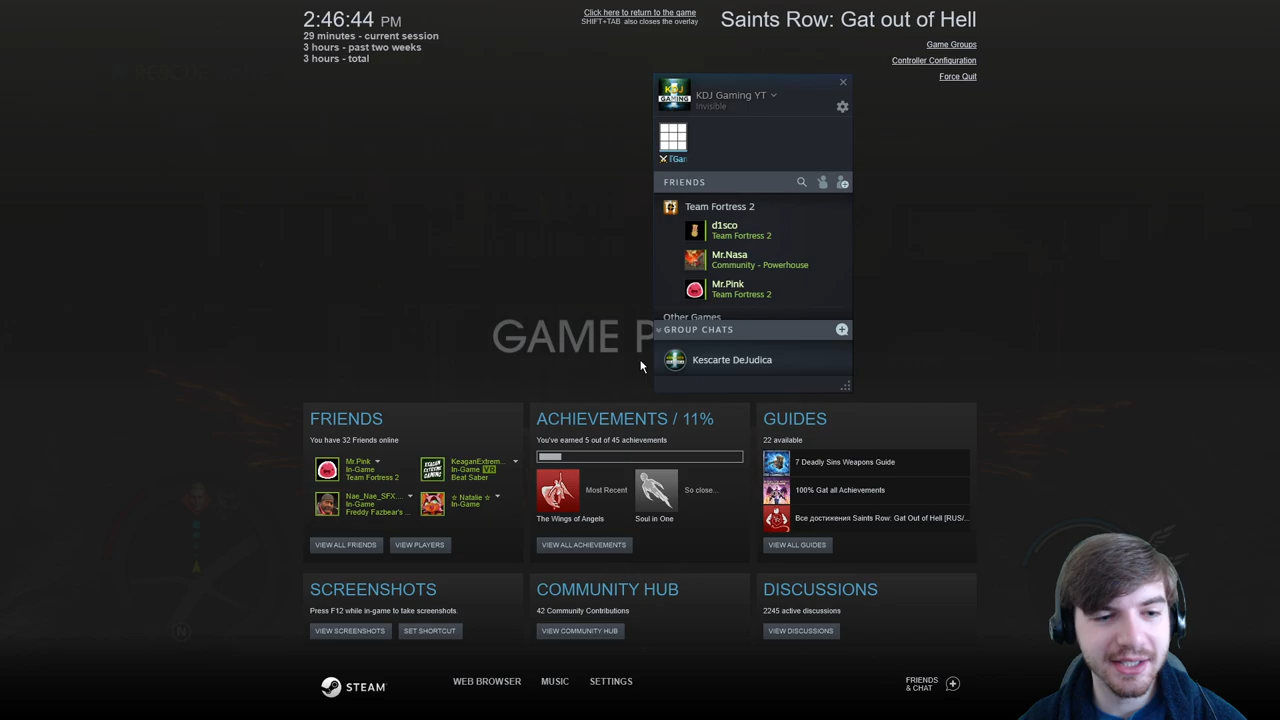 2:46:44 PM
29 minutes - current session
3 hours - past two weeks
3 hours - total
Click here to return to the game
SHIFT+TAB also closes the overlay
Saints Row: Gat out of Hell
Game Groups
Controller Configuration
Force Quit
KDJ GAMING
KDJ Gaming YT
Invisible
FRIENDS
Team Fortress 2
d1sco
Team Fortress 2
Mr.Nasa
Community - Powerhouse
Mr.Pink
Team Fortress 2
Other Games
GROUP CHATS
Kescarte DeJudica
GAME P
FRIENDS
You have 32 Friends online
Mr.Pink
In-Game
Team Fortress 2
KeaganExtrem...
In-Game VR
Beat Saber
Nae_Nae_SFX....
In-Game
Freddy Fazbear's ...
☆ Natalie ☆
In-Game
VIEW ALL FRIENDS
VIEW PLAYERS
ACHIEVEMENTS / 11%
You've earned 5 out of 45 achievements
Most Recent
So close...
The Wings of Angels
Soul in One
VIEW ALL ACHIEVEMENTS
GUIDES
22 available
7 Deadly Sins Weapons Guide
100% Gat all Achievements
Все достижения Saints Row: Gat Out of Hell [RUS/...
VIEW ALL GUIDES
SCREENSHOTS
Press F12 while in-game to take screenshots.
VIEW SCREENSHOTS
SET SHORTCUT
COMMUNITY HUB
42 Community Contributions
VIEW COMMUNITY HUB
DISCUSSIONS
2245 active discussions
VIEW DISCUSSIONS
STEAM
WEB BROWSER
MUSIC
SETTINGS
FRIENDS
& CHAT